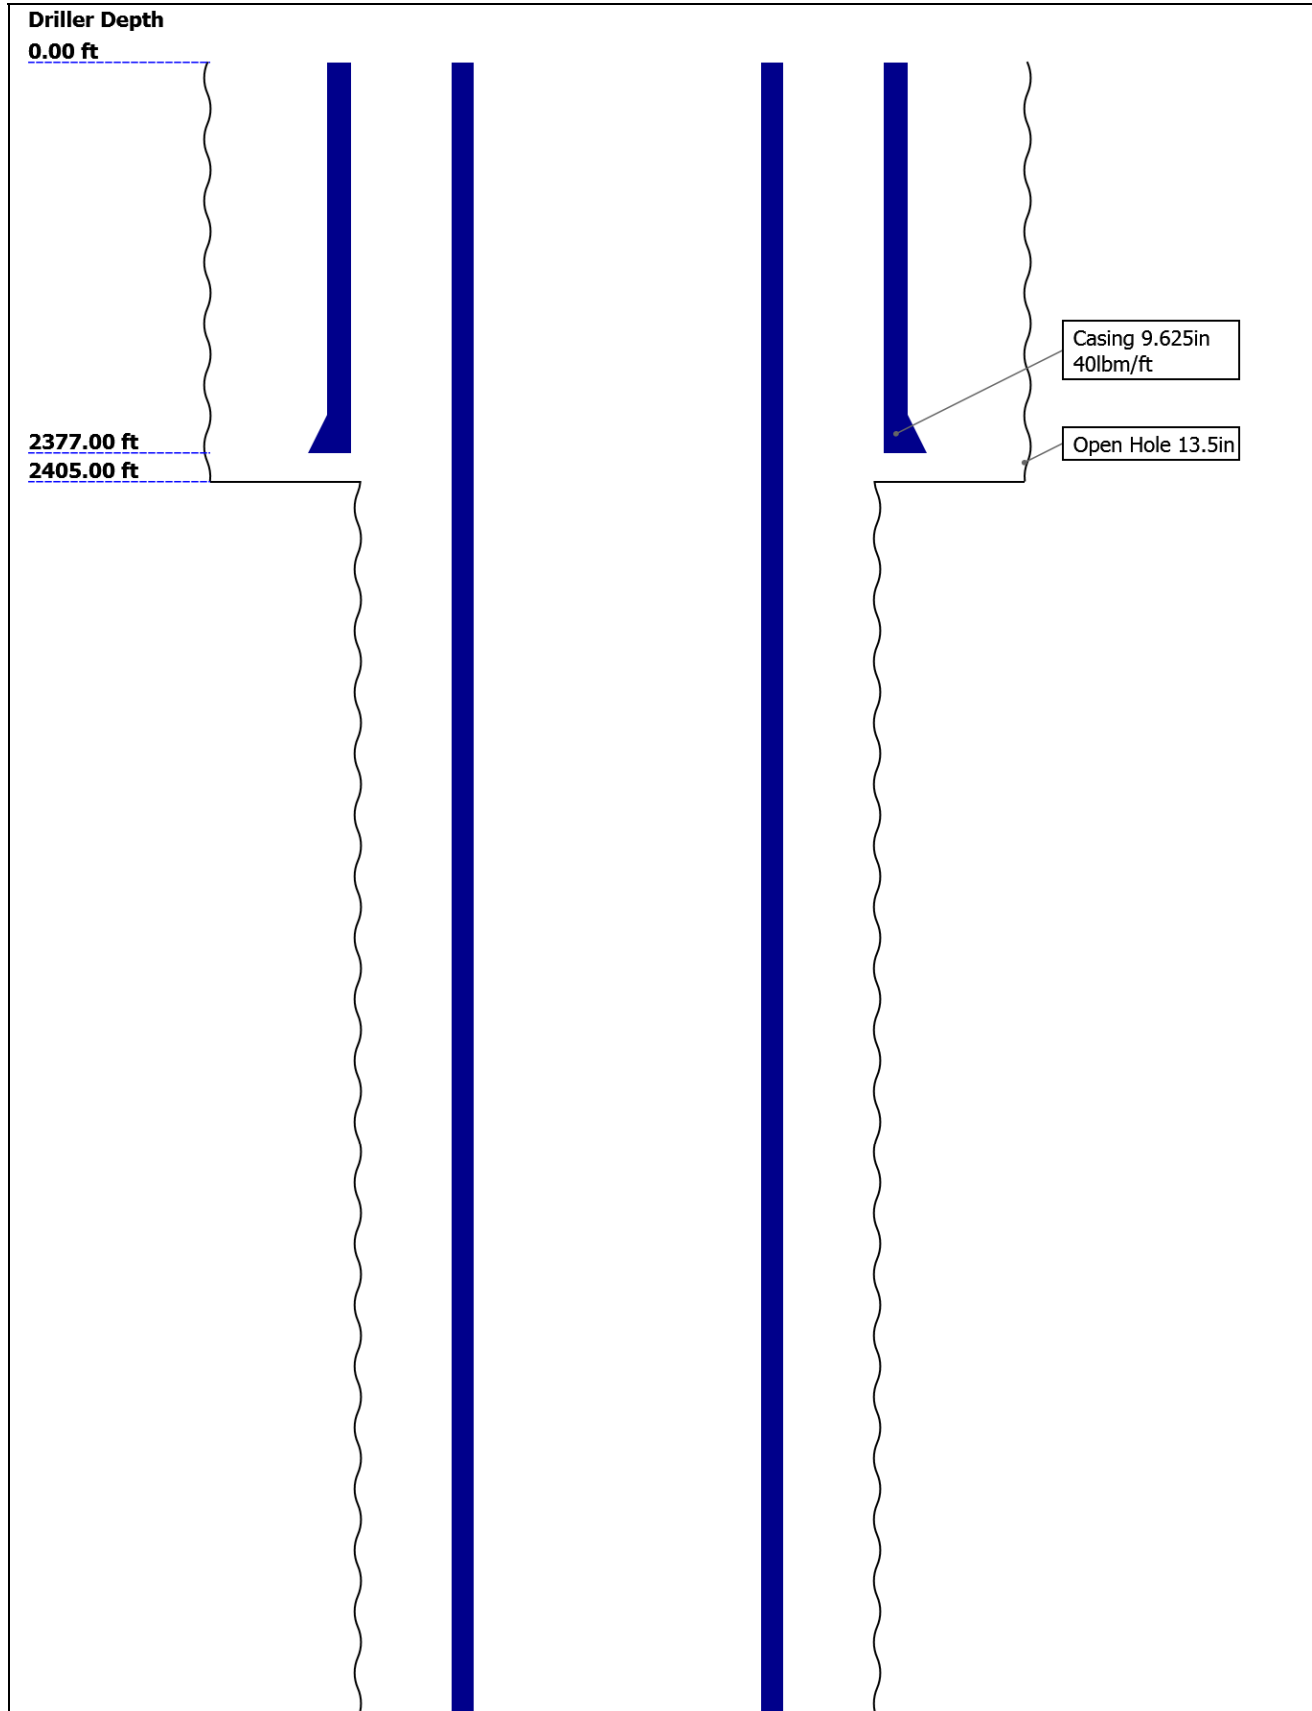 Driller Depth
0.00 ft
Casing 9.625in
40lbm/ft
2377.00 ft
Open Hole 13.5in
2405.00 ft